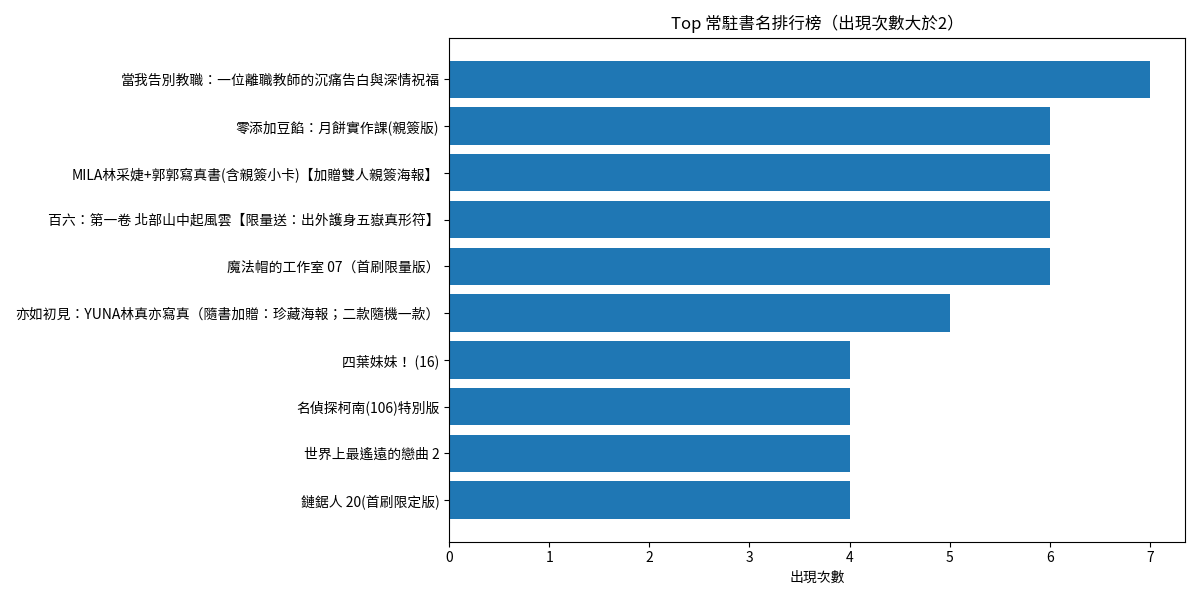 Top 常駐書名排行榜（出現次數大於2）
當我告別教職：一位離職教師的沉痛告白與深情祝福
零添加豆餡：月餅實作課(親簽版)
MILA林采婕+郭郭寫真書(含親簽小卡)【加贈雙人親簽海報】
百六：第一卷 北部山中起風雲【限量送：出外護身五嶽真形符】
魔法帽的工作室 07（首刷限量版）
亦如初見：YUNA林真亦寫真（隨書加贈：珍藏海報；二款隨機一款）
四葉妹妹！ (16)
名偵探柯南(106)特別版
世界上最遙遠的戀曲 2
鏈鋸人 20(首刷限定版)
0 1 2 3 4 5 6 7
出現次數